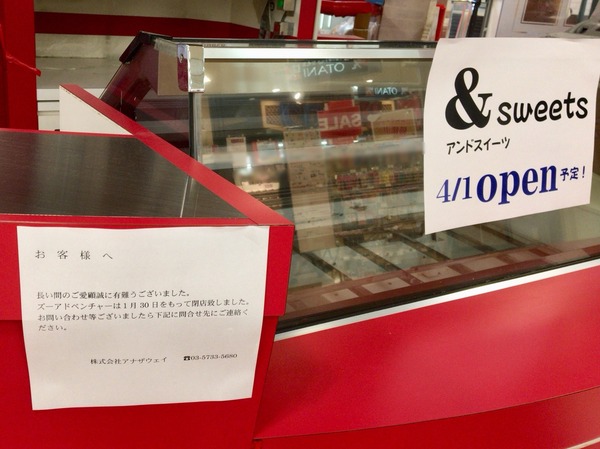 & sweets
アンドスイーツ
4/1open予定!
お客様へ
長い間のご愛顧誠に有難うございました。
ズーアドベンチャーは1月30日をもって閉店致しました。
お問い合わせ等ございましたら下記に問合せ先にご連絡く
ださい。
株式会社アナザウェイ ☎03-5733-5680
OTANI
SALE